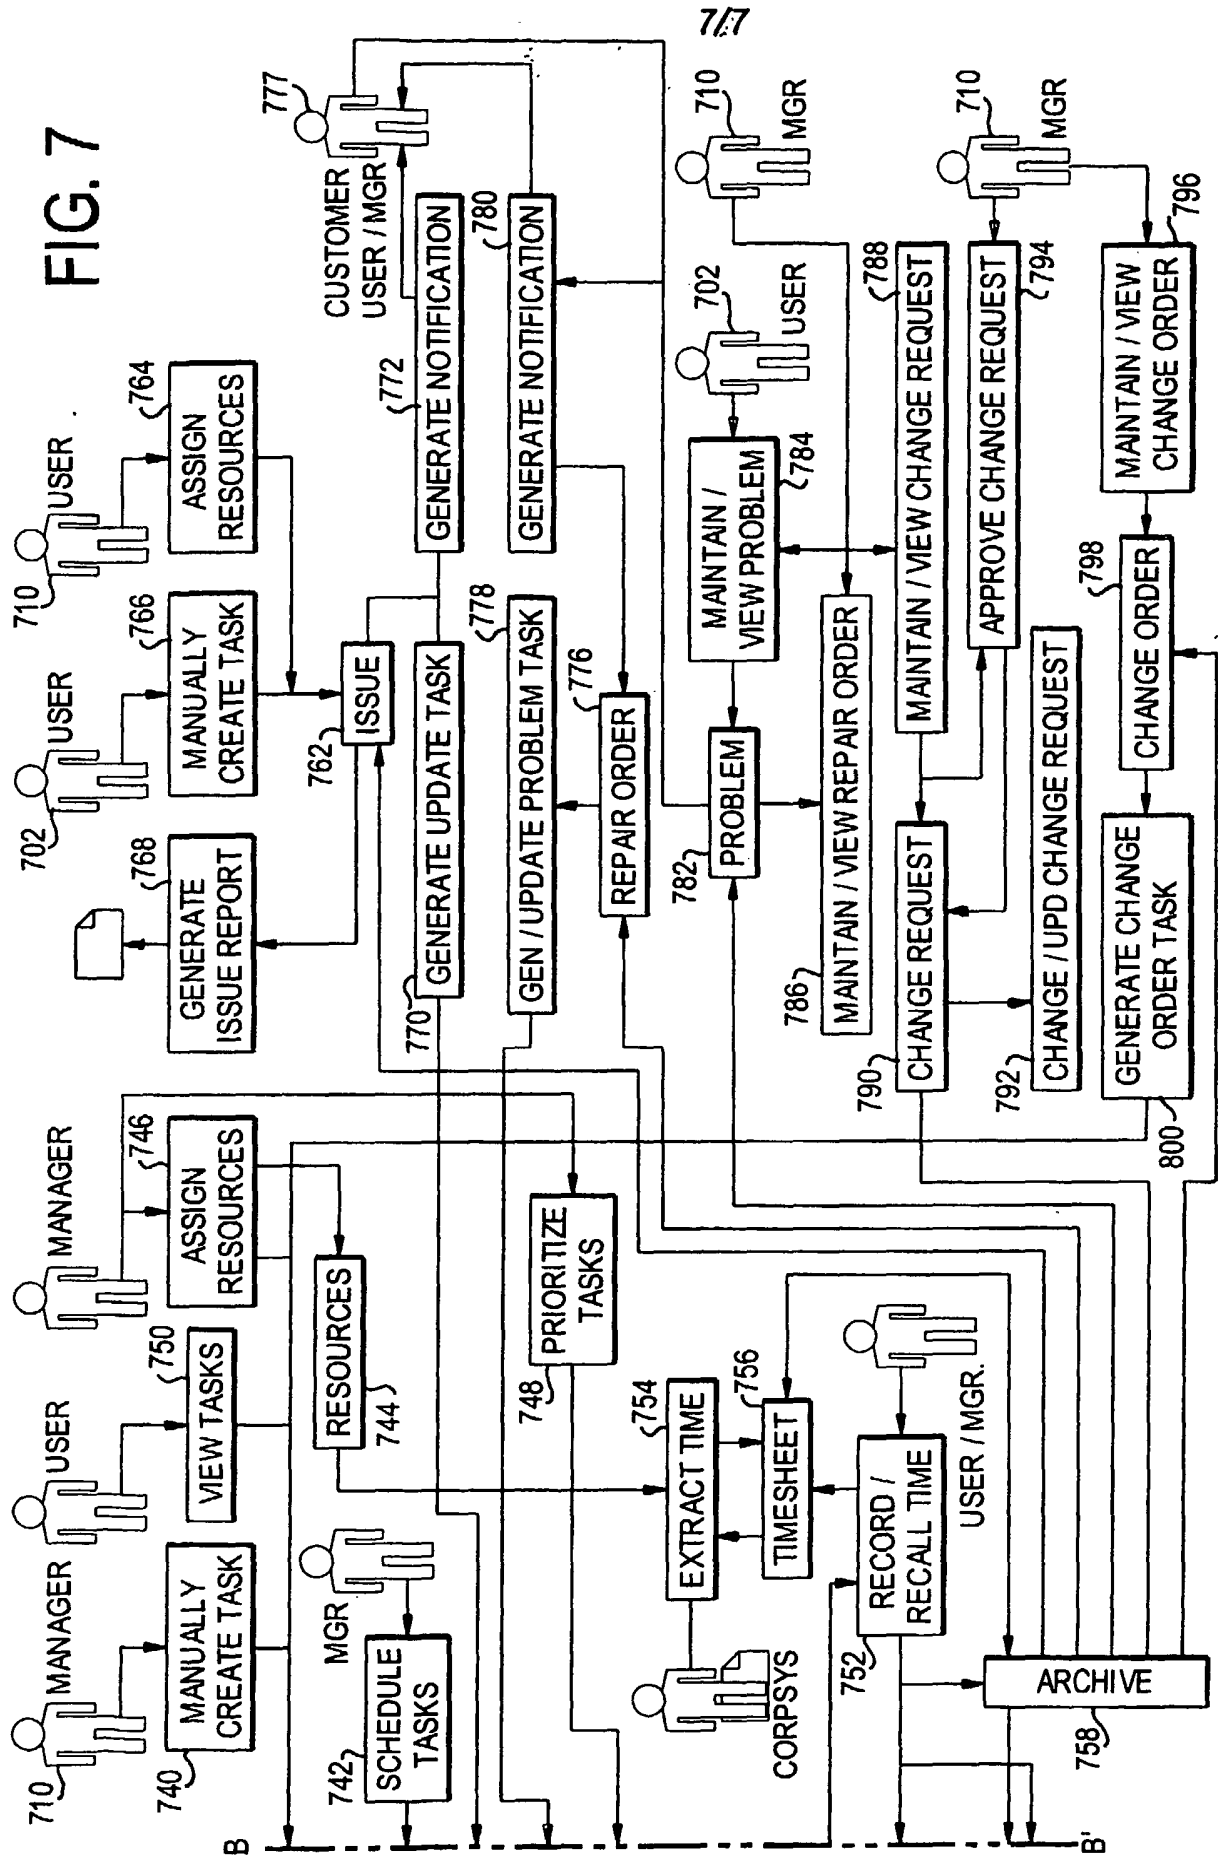 7/7
FIG. 7
710
MANAGER
USER
MANAGER
702
USER
710
USER
740
MANUALLY
CREATE TASK
750
VIEW TASKS
746
ASSIGN
RESOURCES
768
GENERATE
ISSUE REPORT
766
MANUALLY
CREATE TASK
764
ASSIGN
RESOURCES
B
MGR
742
SCHEDULE
TASKS
RESOURCES
744
762
ISSUE
770
GENERATE UPDATE TASK
772
GENERATE NOTIFICATION
CUSTOMER
USER / MGR
777
748
PRIORITIZE
TASKS
778
GEN / UPDATE PROBLEM TASK
780
GENERATE NOTIFICATION
776
REPAIR ORDER
CORPSYS
754
EXTRACT TIME
756
TIMESHEET
782
PROBLEM
784
MAINTAIN /
VIEW PROBLEM
702
USER
710
MGR
786
MAINTAIN / VIEW REPAIR ORDER
752
RECORD /
RECALL TIME
USER / MGR.
790
CHANGE REQUEST
788
MAINTAIN / VIEW CHANGE REQUEST
792
CHANGE / UPD CHANGE REQUEST
794
APPROVE CHANGE REQUEST
710
MGR
B'
758
ARCHIVE
800
GENERATE CHANGE
ORDER TASK
798
CHANGE ORDER
796
MAINTAIN / VIEW
CHANGE ORDER